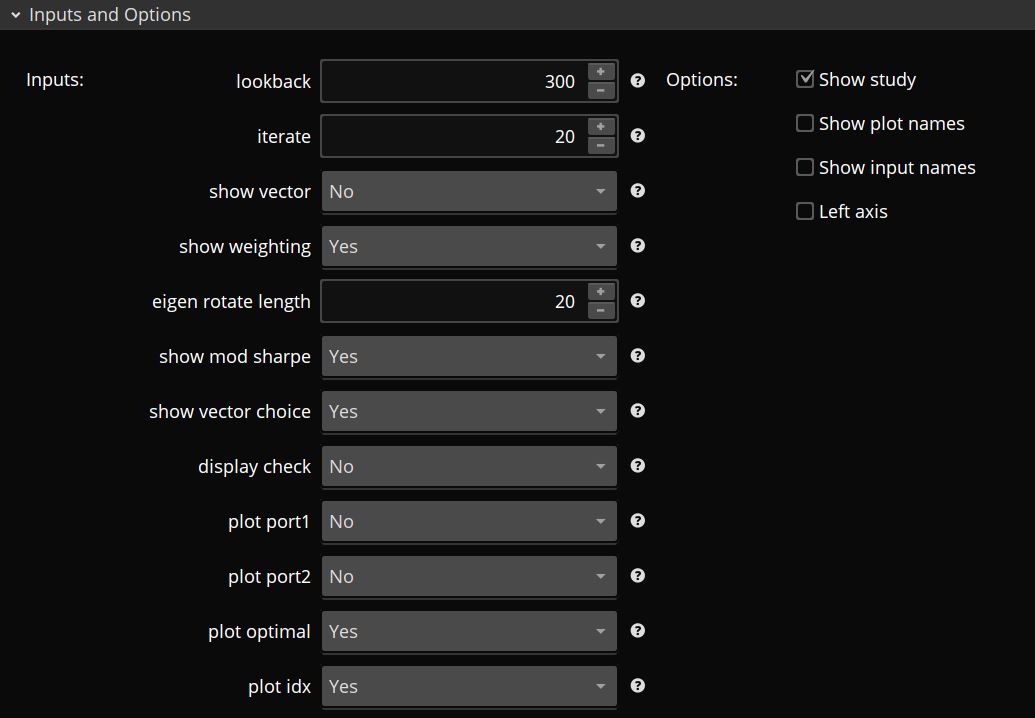 Inputs and Options
Inputs:
lookback 300
iterate 20
show vector No
show weighting Yes
eigen rotate length 20
show mod sharpe Yes
show vector choice Yes
display check No
plot port1 No
plot port2 No
plot optimal Yes
plot idx Yes
Options:
Show study
Show plot names
Show input names
Left axis